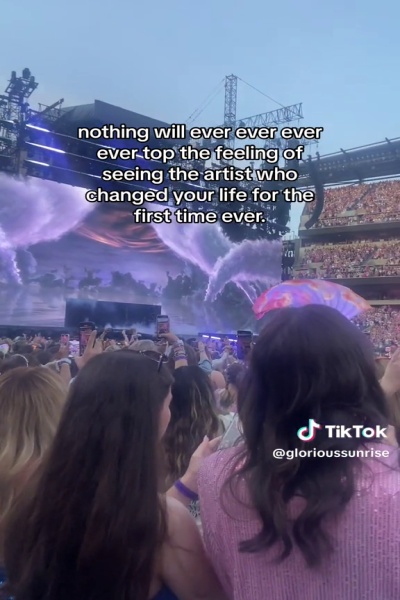 nothing will ever ever ever
ever top the feeling of
seeing the artist who
changed your life for the
first time ever.
TikTok
@glorioussunrise